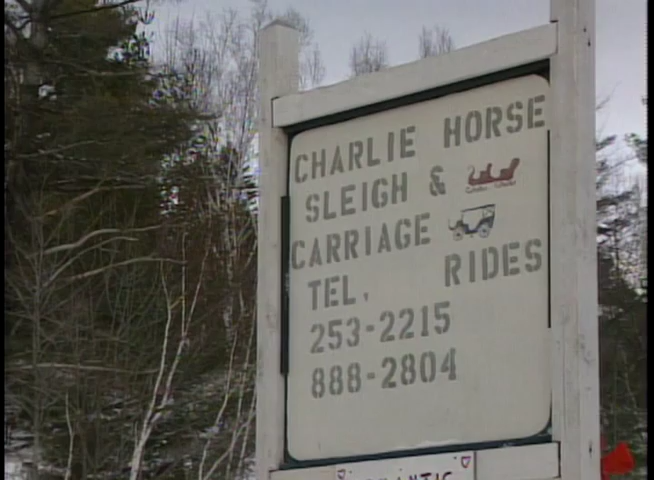 CHARLIE HORSE
SLEIGH &
CARRIAGE
TEL. RIDES
253-2215
888-2804